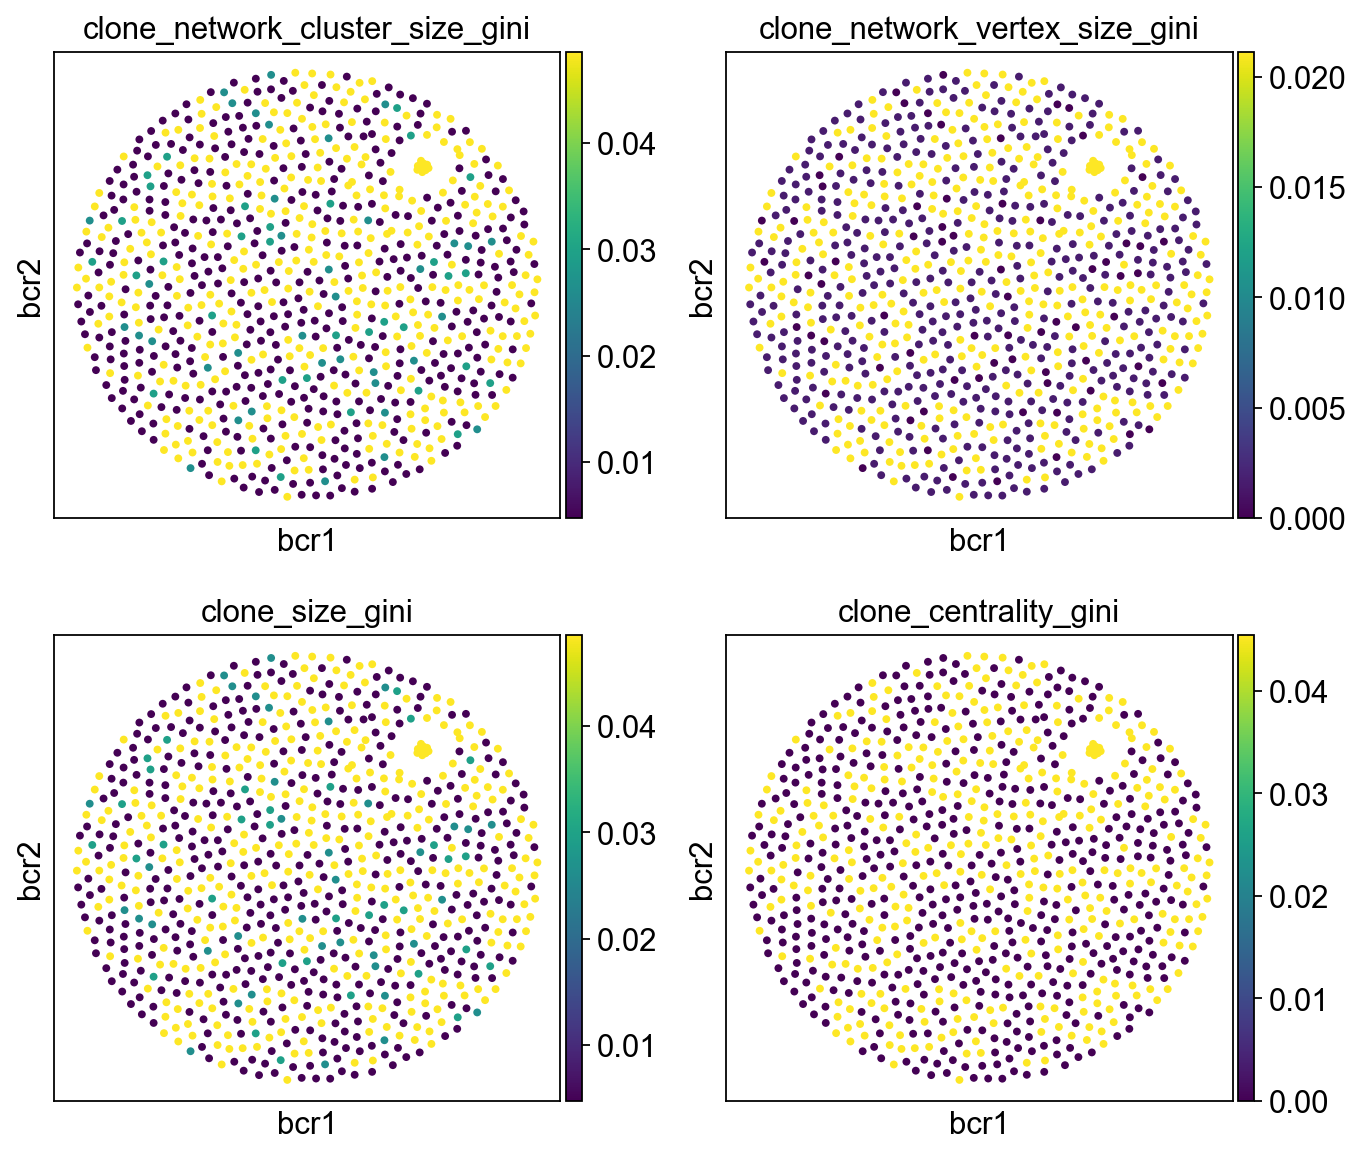 clone_network_cluster_size_gini
0.04
0.03
0.02
0.01
bcr2
bcr1
clone_network_vertex_size_gini
0.020
0.015
0.010
0.005
0.000
bcr2
bcr1
clone_size_gini
0.04
0.03
0.02
0.01
bcr2
bcr1
clone_centrality_gini
0.04
0.03
0.02
0.01
0.00
bcr2
bcr1